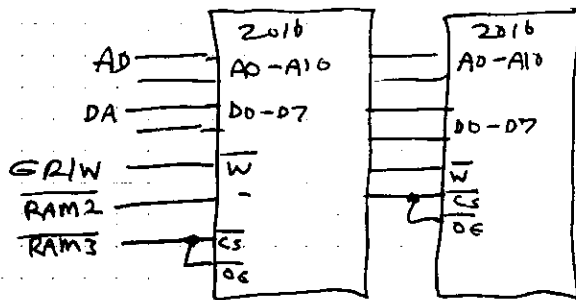 2016
2016
AD
A0-A10
A0-A10
DA
D0-D7
D0-D7
GR/W
W
W
RAM2
CS
RAM3
CS
OE
OE